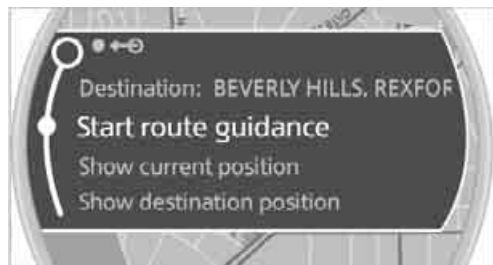 Destination: BEVERLY HILLS, REXFOR
Start route guidance
Show current position
Show destination position